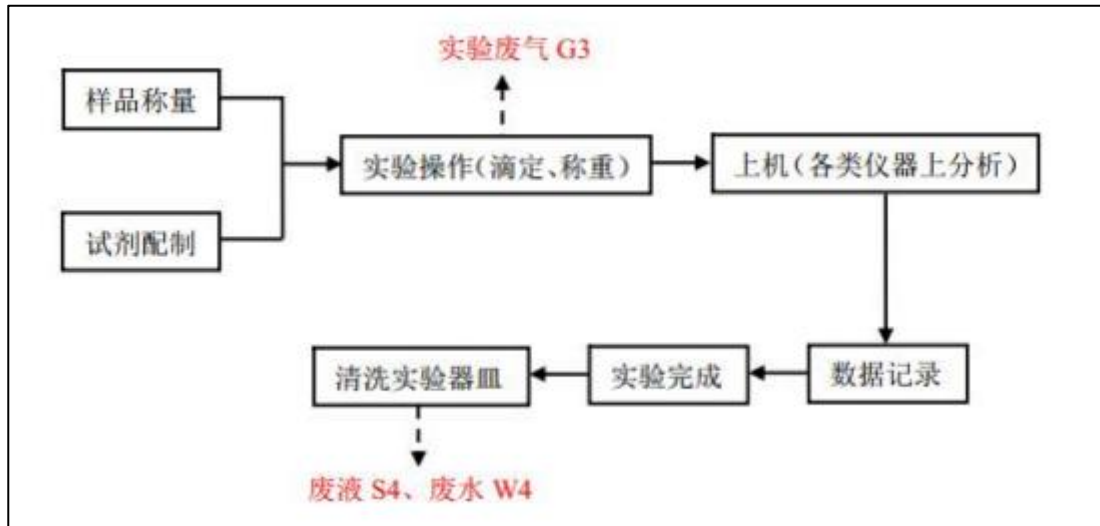 实验废气 G3
样品称量
实验操作（滴定、称重）
上机（各类仪器上分析）
试剂配制
清洗实验器皿
实验完成
数据记录
废液 S4、废水 W4